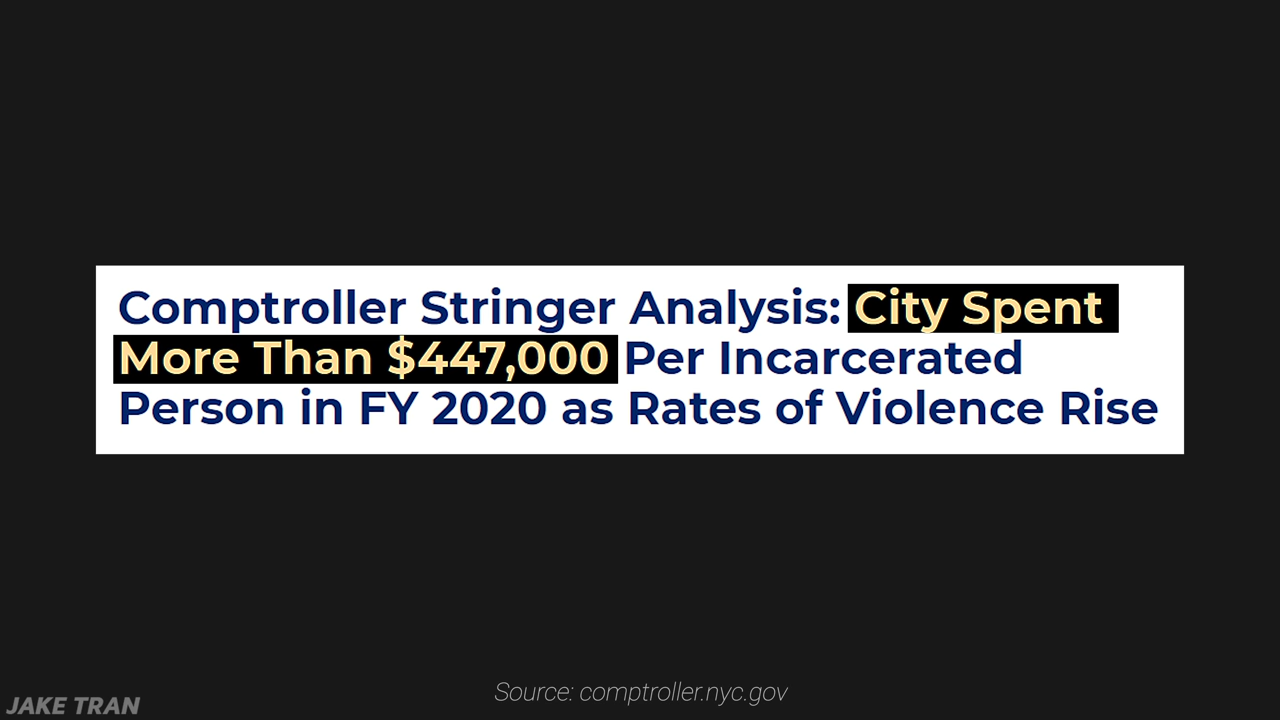 Comptroller Stringer Analysis: City Spent
More Than $447,000 Per Incarcerated
Person in FY 2020 as Rates of Violence Rise
Source: comptroller.nyc.gov
JAKE TRAN